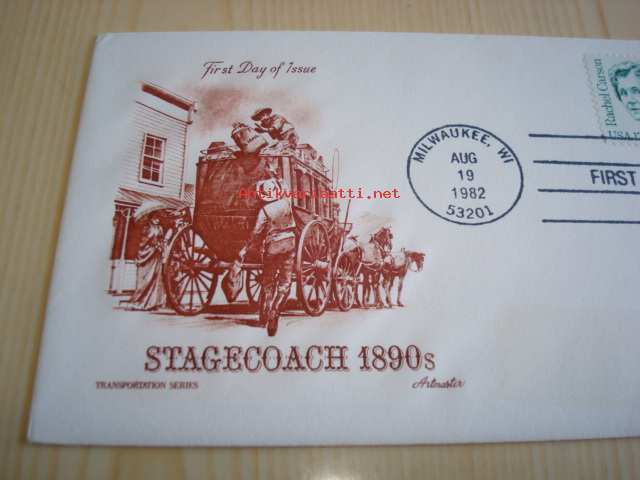 First Day of Issue
Rachel Carson
USA
MILWAUKEE, WI
AUG
19
1982
53201
FIRST
Antikvariaatti.net
STAGECOACH 1890s
TRANSPORTATION SERIES
Artmaster